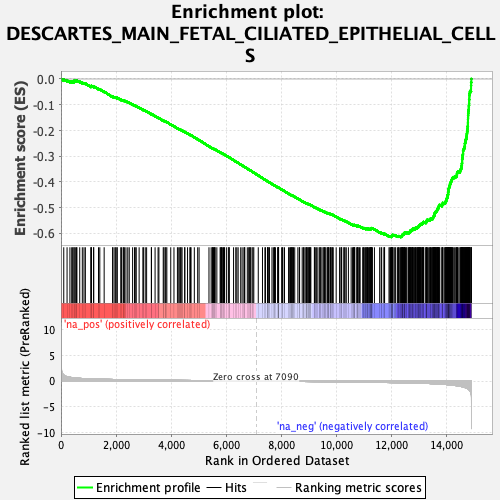 Enrichment plot:
DESCARTES_MAIN_FETAL_CILIATED_EPITHELIAL_CELL
S
Enrichment score (ES)
0.0
-0.1
-0.2
-0.3
-0.4
-0.5
-0.6
'na_pos' (positively correlated)
Ranked list metric (PreRanked)
10
5
0
-5
-10
Zero cross at 7090
'na_neg' (negatively correlated)
0
2,000
4,000
6,000
8,000
10,000
12,000
14,000
Rank in Ordered Dataset
Enrichment profile
Hits
Ranking metric scores